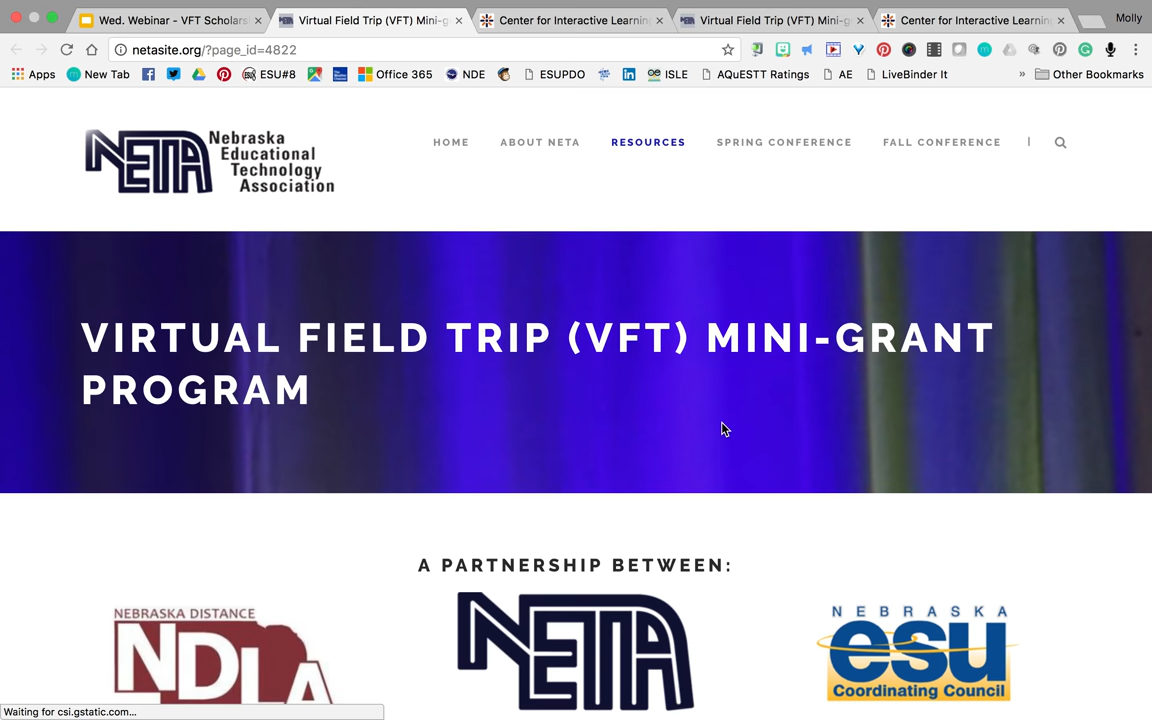 Wed. Webinar - VFT Scholars
Virtual Field Trip (VFT) Mini-g
Center for Interactive Learnin
Virtual Field Trip (VFT) Mini-g
Center for Interactive Learnin
Molly
netasite.org/?page_id=4822
Apps
New Tab
ESU#8
Office 365
NDE
ESUPDO
ISLE
AQuESTT Ratings
AE
LiveBinder It
»
Other Bookmarks
NETA
Nebraska
Educational
Technology
Association
HOME
ABOUT NETA
RESOURCES
SPRING CONFERENCE
FALL CONFERENCE
|
VIRTUAL FIELD TRIP (VFT) MINI-GRANT
PROGRAM
A PARTNERSHIP BETWEEN:
NEBRASKA DISTANCE
NDLA
NETA
NEBRASKA
esu
Coordinating Council
Waiting for csi.gstatic.com...